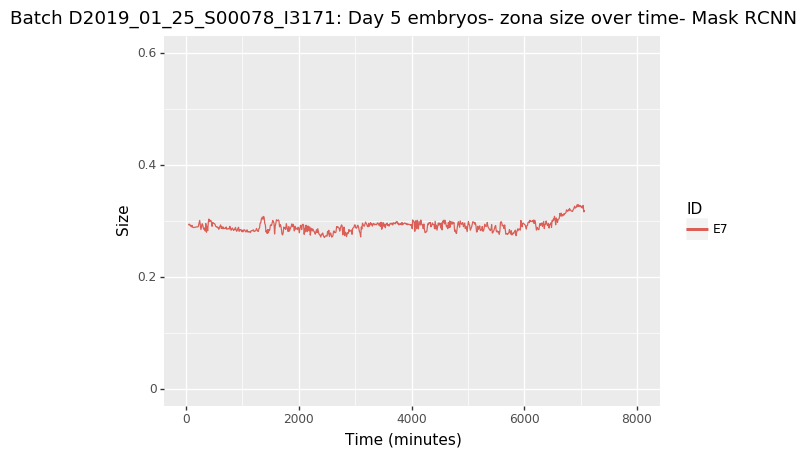 Batch D2019_01_25_S00078_I3171: Day 5 embryos- zona size over time- Mask RCNN
0.6
0.4
0.2
0
Size
0
2000
4000
6000
8000
Time (minutes)
ID
E7